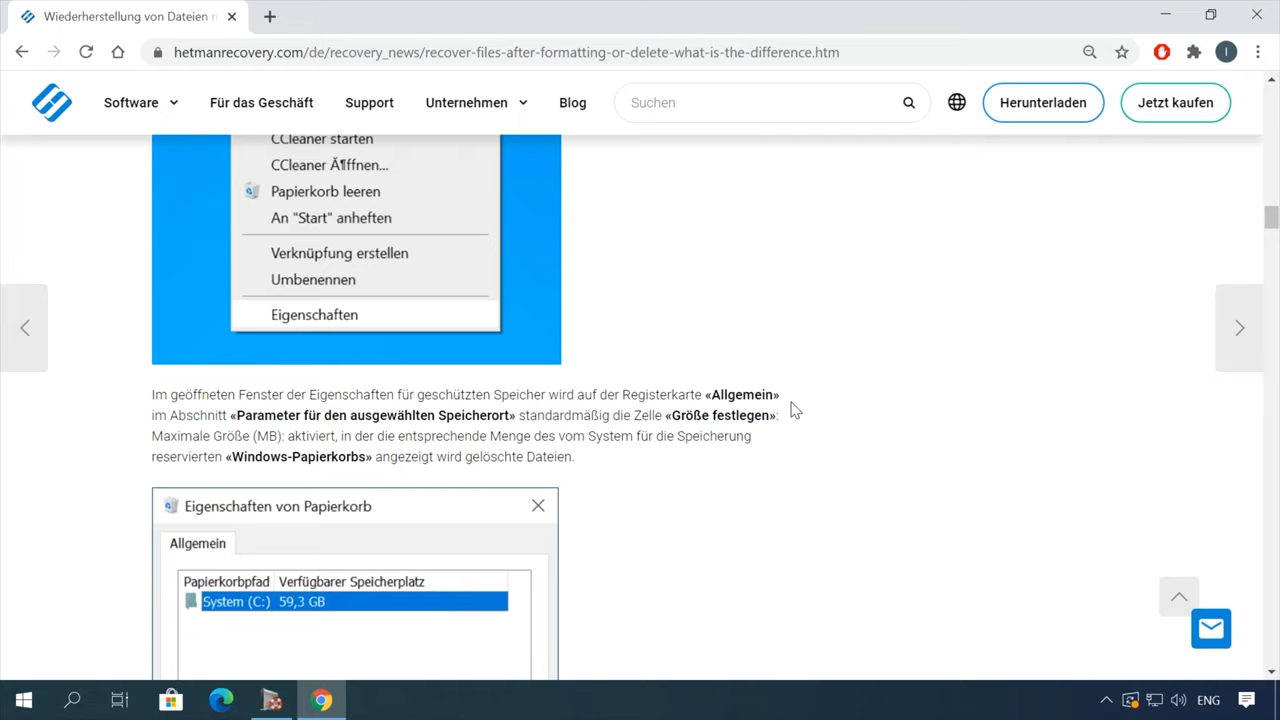 Wiederherstellung von Dateien n
hetmanrecovery.com/de/recovery_news/recover-files-after-formatting-or-delete-what-is-the-difference.htm
I
Software Für das Geschäft Support Unternehmen Blog Suchen Herunterladen Jetzt kaufen
CCleaner starten
CCleaner Ă¶ffnen...
Papierkorb leeren
An "Start" anheften
Verknüpfung erstellen
Umbenennen
Eigenschaften
Im geöffneten Fenster der Eigenschaften für geschützten Speicher wird auf der Registerkarte «Allgemein»
im Abschnitt «Parameter für den ausgewählten Speicherort» standardmäßig die Zelle «Größe festlegen»:
Maximale Größe (MB): aktiviert, in der die entsprechende Menge des vom System für die Speicherung
reservierten «Windows-Papierkorbs» angezeigt wird gelöschte Dateien.
Eigenschaften von Papierkorb
Allgemein
Papierkorbpfad Verfügbarer Speicherplatz
System (C:) 59,3 GB
ENG